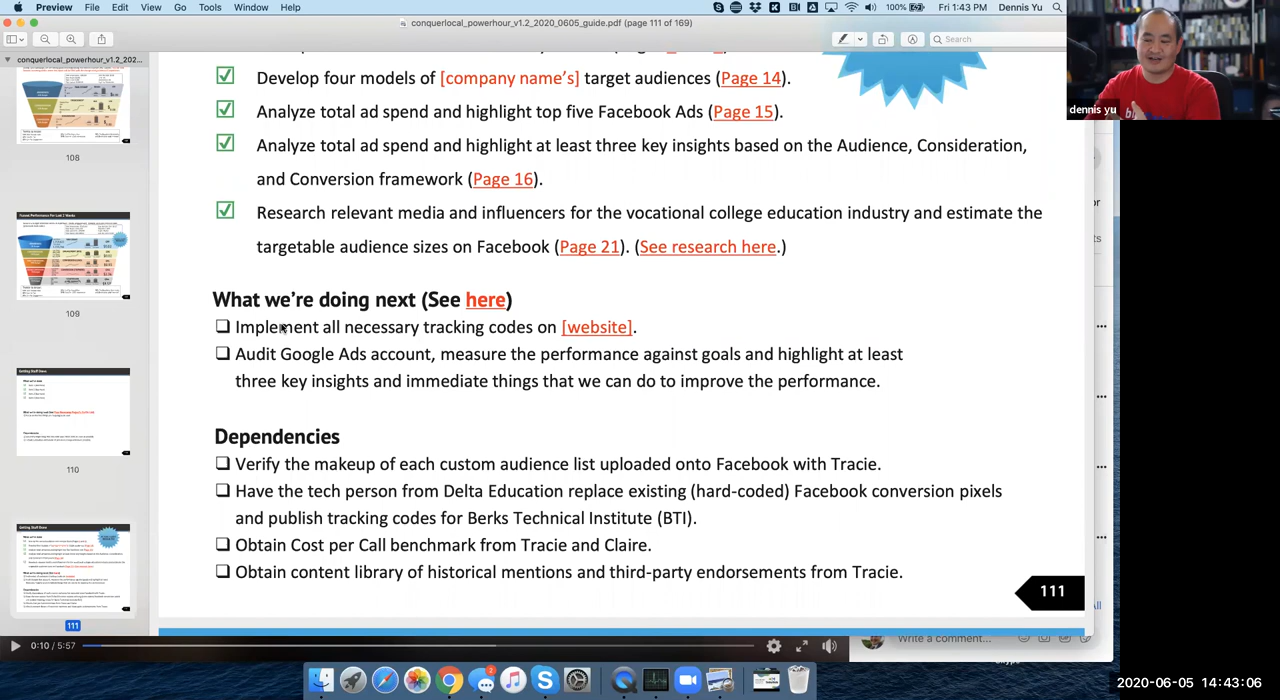 Preview File Edit View Go Tools Window Help
100% Fri 1:43 PM Dennis Yu
conquerlocal_powerhour_v1.2_2020_0605_guide.pdf (page 111 of 169)
Search
conquerlocal_powerhour_v1.2_202...
dennis yu
108
109
110
111
Develop four models of [company name's] target audiences (Page 14).
Analyze total ad spend and highlight top five Facebook Ads (Page 15).
Analyze total ad spend and highlight at least three key insights based on the Audience, Consideration,
and Conversion framework (Page 16).
Research relevant media and influencers for the vocational college education industry and estimate the
targetable audience sizes on Facebook (Page 21). (See research here.)
What we're doing next (See here)
Implement all necessary tracking codes on [website].
Audit Google Ads account, measure the performance against goals and highlight at least
three key insights and immediate things that we can do to improve the performance.
Dependencies
Verify the makeup of each custom audience list uploaded onto Facebook with Tracie.
Have the tech person from Delta Education replace existing (hard-coded) Facebook conversion pixels
and publish tracking codes for Berks Technical Institute (BTI).
Obtain Cost per Call benchmark for Tracie and Claire.
Obtain content library of historical mentions and third-party endorsements from Tracie.
111
0:10 / 5:57
Write a comment...
2020-06-05 14:43:06